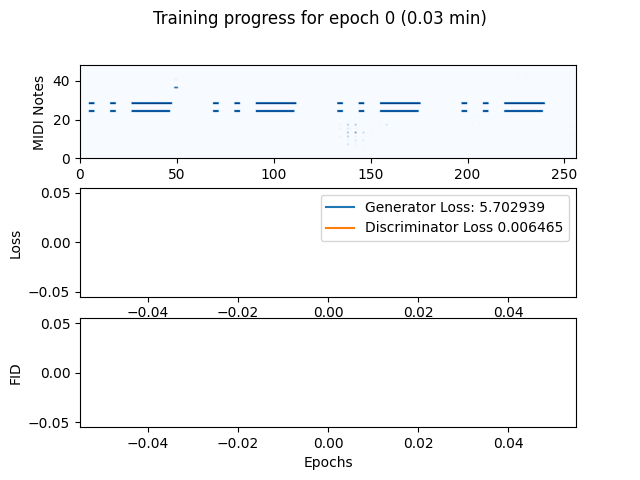 Training progress for epoch 0 (0.03 min)
MIDI Notes
40
20
0
0 50 100 150 200 250
Loss
0.05
0.00
−0.05
Generator Loss: 5.702939
Discriminator Loss 0.006465
−0.04 −0.02 0.00 0.02 0.04
FID
0.05
0.00
−0.05
−0.04 −0.02 0.00 0.02 0.04
Epochs